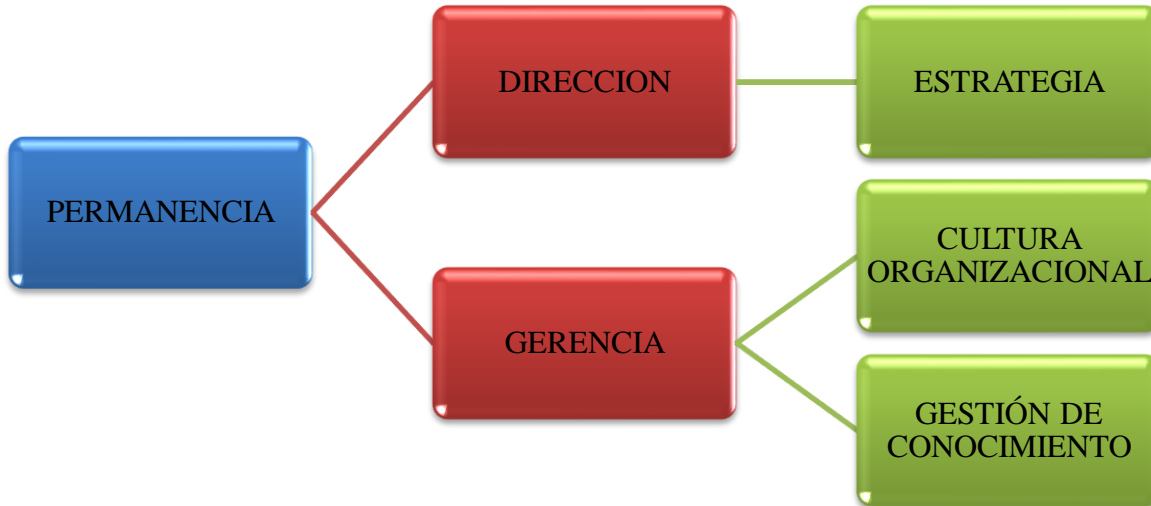 PERMANENCIA
DIRECCION
ESTRATEGIA
GERENCIA
CULTURA
ORGANIZACIONAL
GESTIÓN DE
CONOCIMIENTO